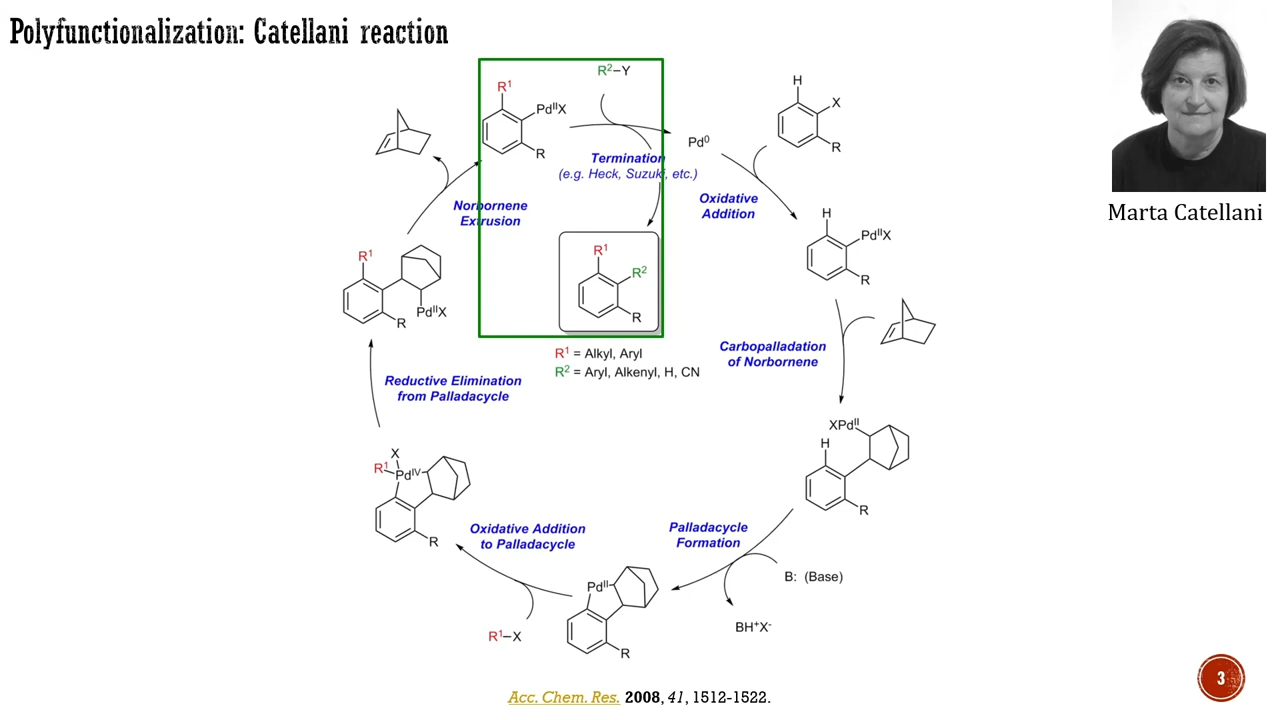 Polyfunctionalization: Catellani reaction
Marta Catellani
R¹
PdᴵᴵX
R
R²–Y
Termination
(e.g. Heck, Suzuki, etc.)
Pd⁰
H
X
R
Oxidative
Addition
H
PdᴵᴵX
R
Carbopalladation
of Norbornene
XPdᴵᴵ
H
R
Palladacycle
Formation
B: (Base)
BH⁺X⁻
Pdᴵᴵ
R
R¹–X
Oxidative Addition
to Palladacycle
X
R¹
Pdᴵⱽ
R
Reductive Elimination
from Palladacycle
R¹
R
PdᴵᴵX
Norbornene
Extrusion
R¹
R²
R
R¹ = Alkyl, Aryl
R² = Aryl, Alkenyl, H, CN
Acc. Chem. Res. 2008, 41, 1512-1522.
3